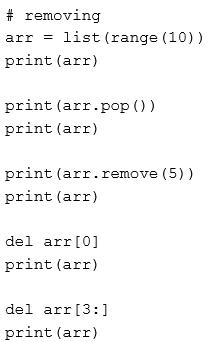 # removing
arr = list(range(10))
print(arr)
print(arr.pop())
print(arr)
print(arr.remove(5))
print(arr)
del arr[0]
print(arr)
del arr[3:]
print(arr)